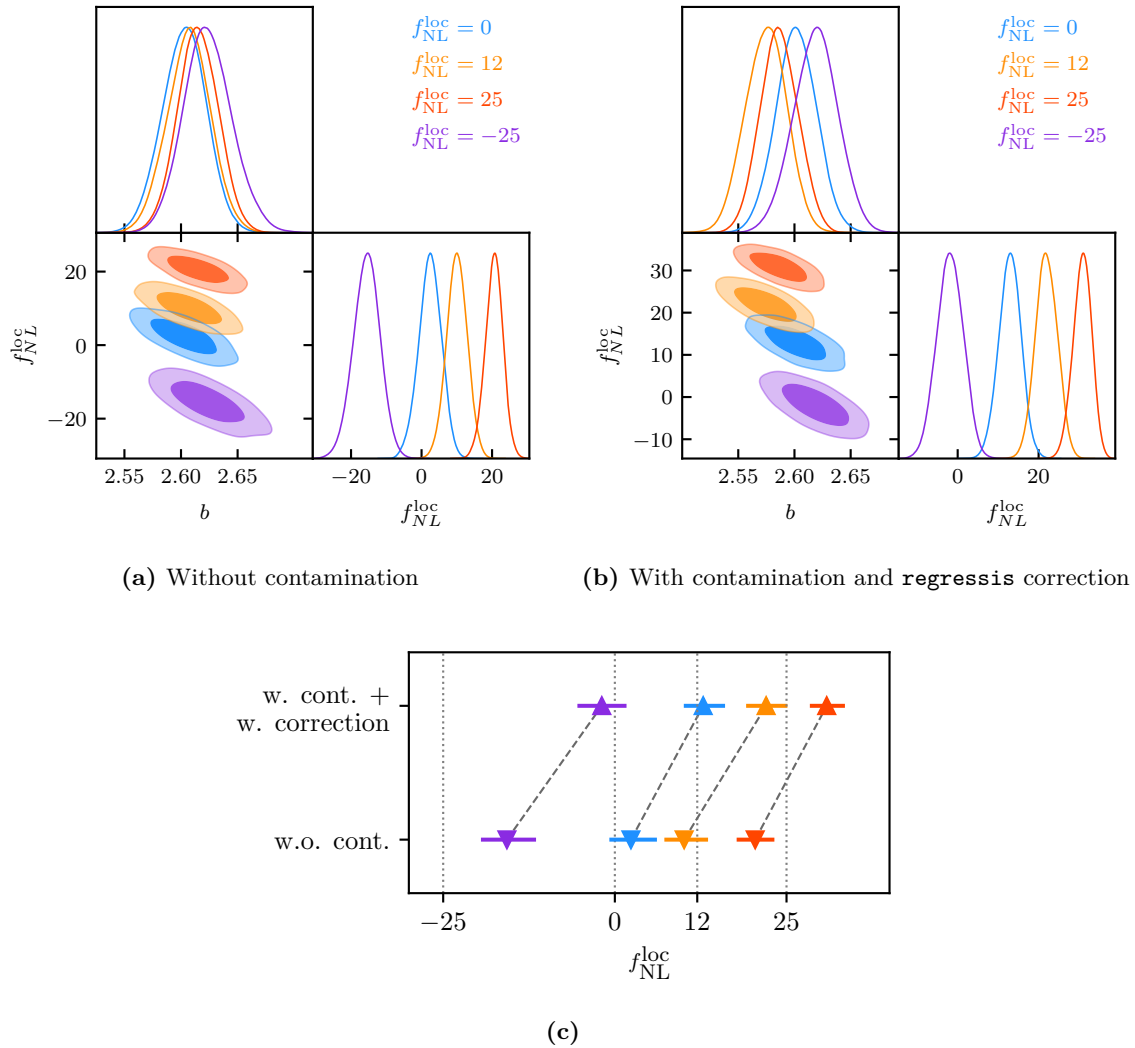 f_NL^loc = 0
f_NL^loc = 12
f_NL^loc = 25
f_NL^loc = −25
20
0
−20
f_NL^loc
2.55 2.60 2.65
b
−20 0 20
f_NL^loc
(a) Without contamination
f_NL^loc = 0
f_NL^loc = 12
f_NL^loc = 25
f_NL^loc = −25
30
20
10
0
−10
f_NL^loc
2.55 2.60 2.65
b
0 20
f_NL^loc
(b) With contamination and regressis correction
w. cont. +
w. correction
w.o. cont.
−25 0 12 25
f_NL^loc
(c)